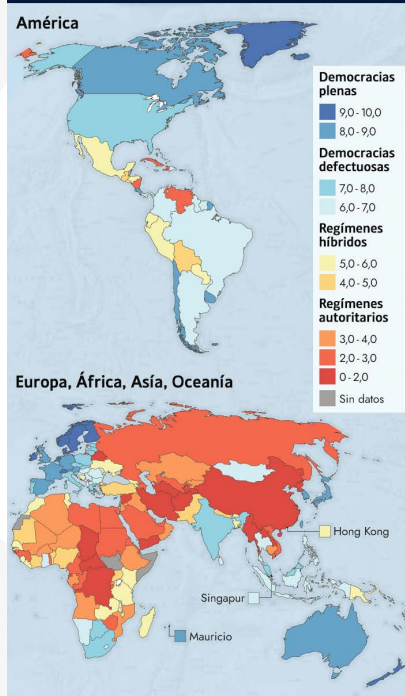 América
Democracias
plenas
9,0 - 10,0
8,0 - 9,0
Democracias
defectuosas
7,0 - 8,0
6,0 - 7,0
Regímenes
híbridos
5,0 - 6,0
4,0 - 5,0
Regímenes
autoritarios
3,0 - 4,0
2,0 - 3,0
0 - 2,0
Sin datos
Europa, África, Asía, Oceanía
Hong Kong
Singapur
Mauricio